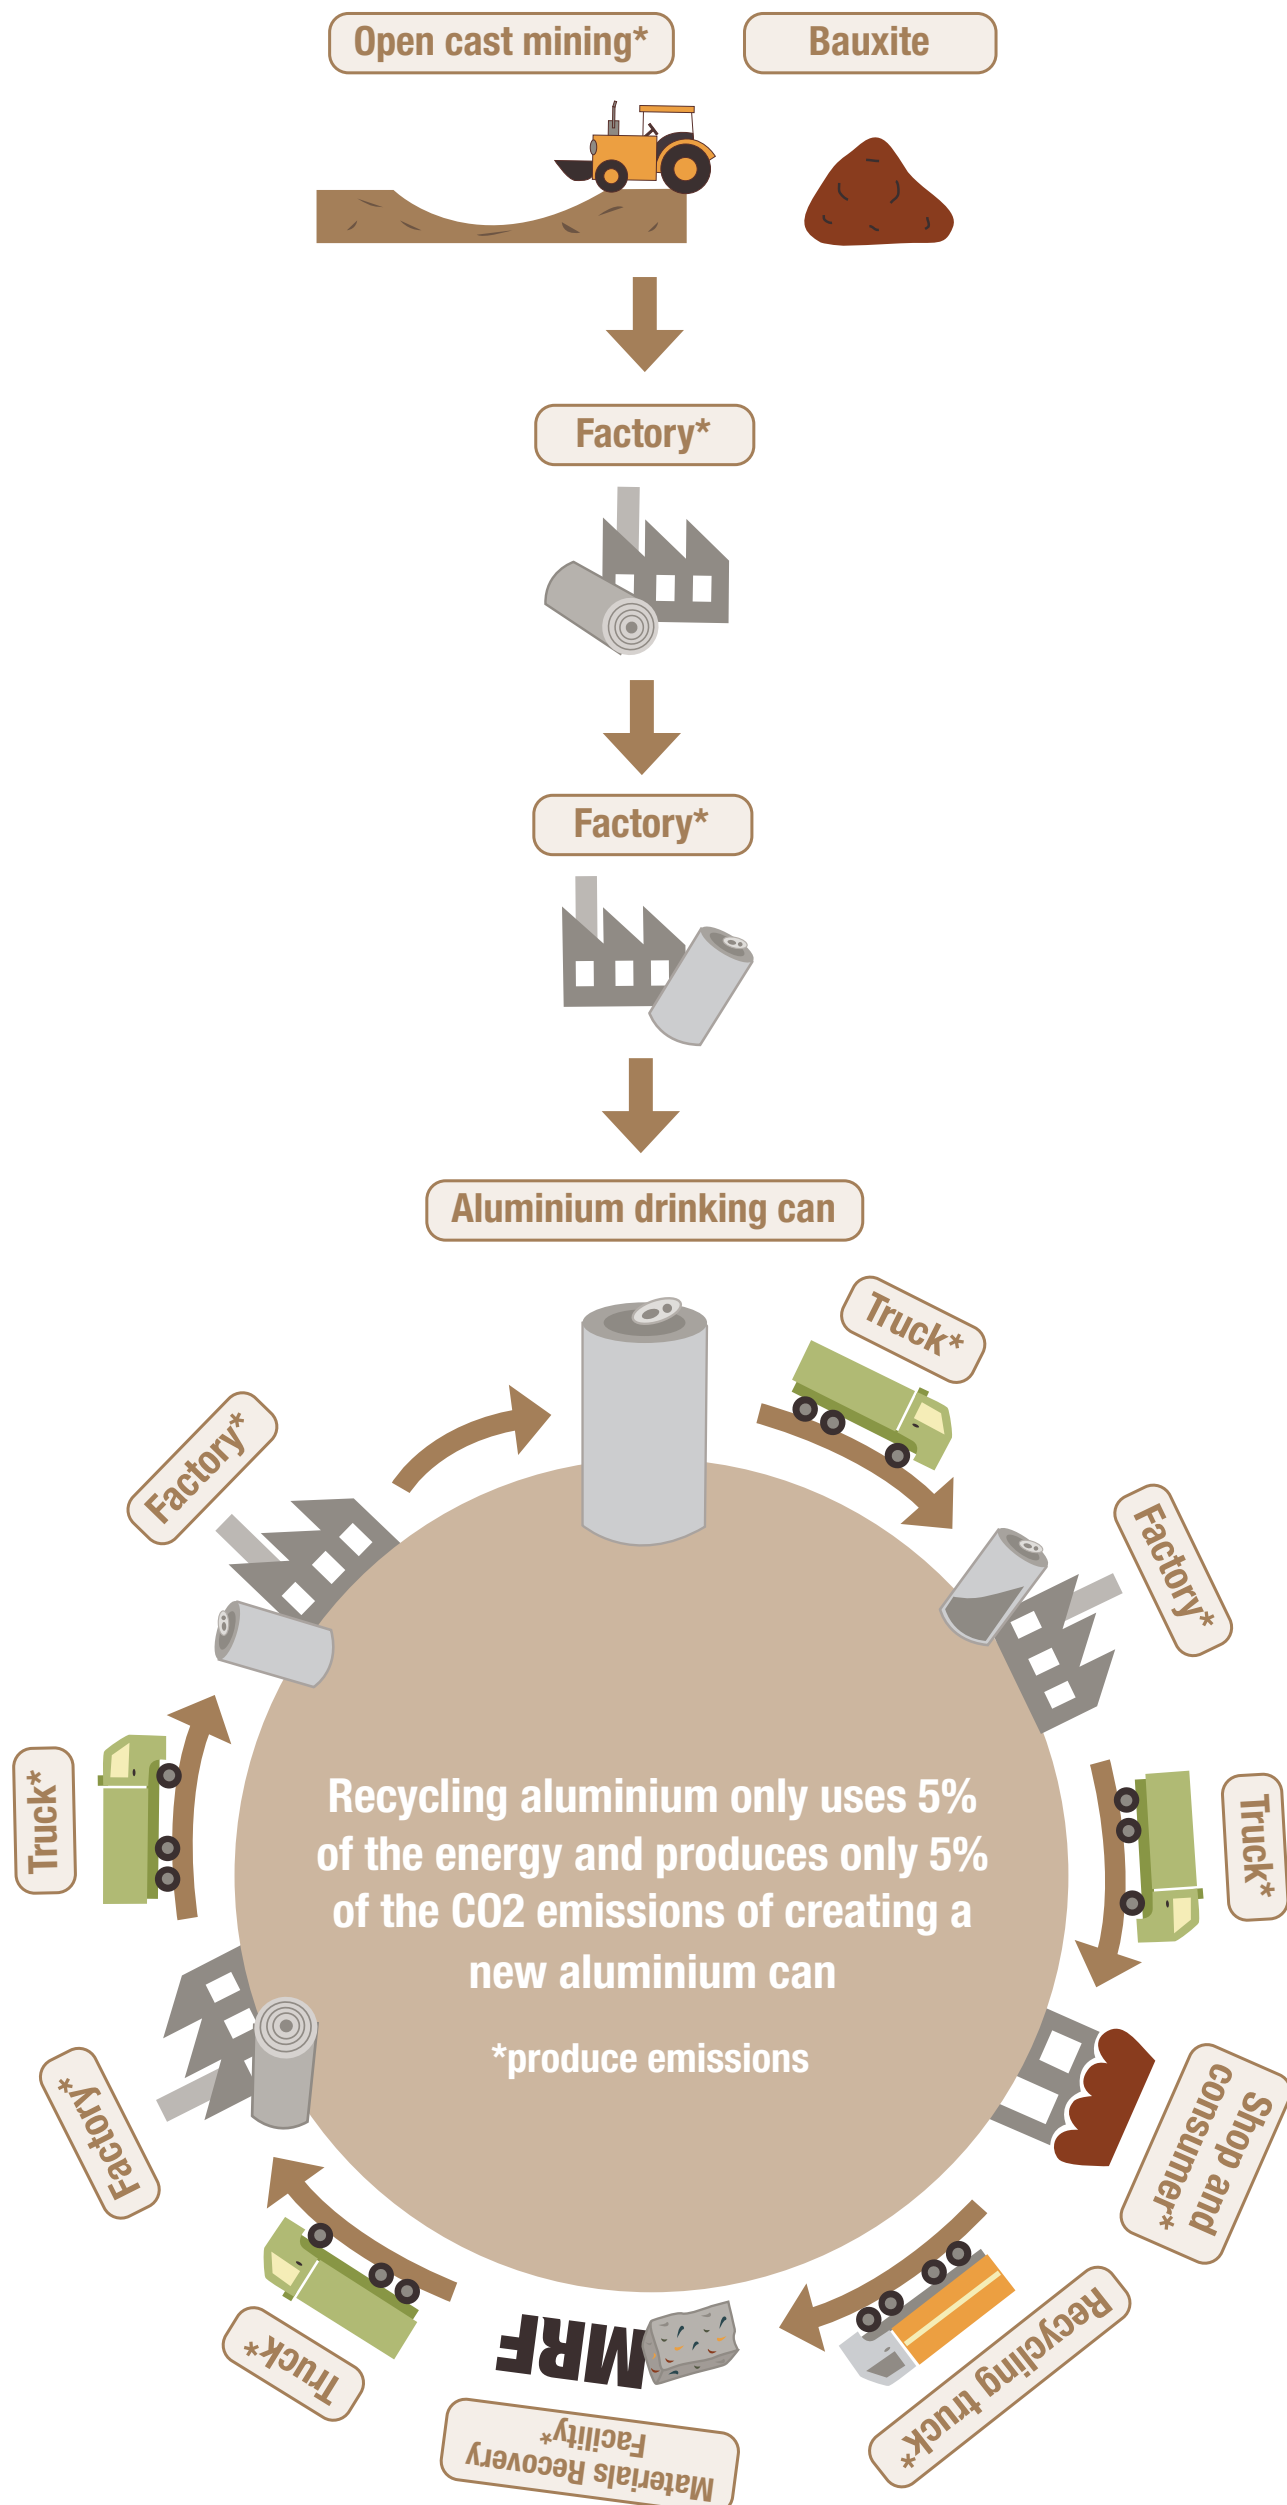 Open cast mining*
Bauxite
Factory*
Factory*
Aluminium drinking can
Truck*
Factory*
Truck*
Shop and
Consumer*
Recycling truck*
MRF
Materials Recovery
Facility*
Truck*
Factory*
Truck*
Factory*
Recycling aluminium only uses 5%
of the energy and produces only 5%
of the CO2 emissions of creating a
new aluminium can
*produce emissions